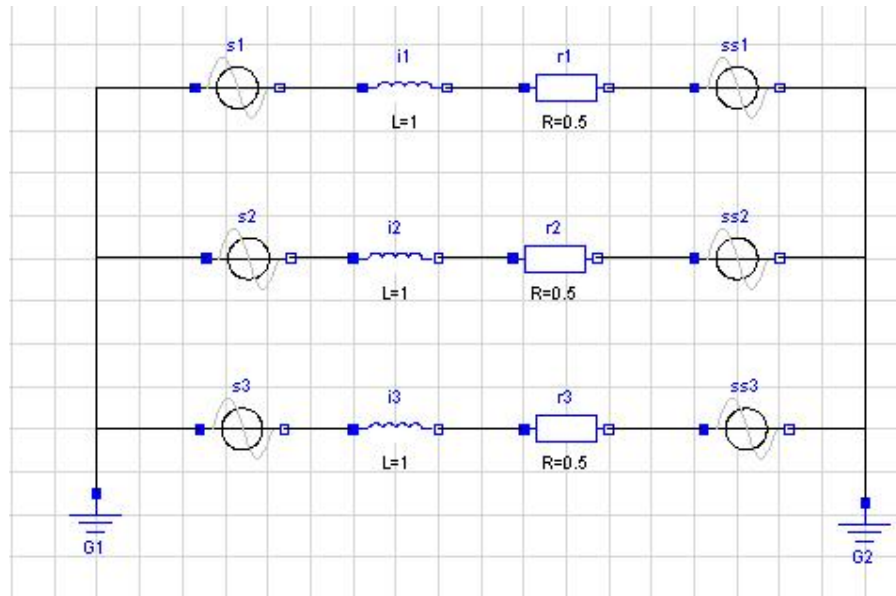 s1 i1 r1 ss1
L=1 R=0.5
s2 i2 r2 ss2
L=1 R=0.5
s3 i3 r3 ss3
L=1 R=0.5
G1 G2